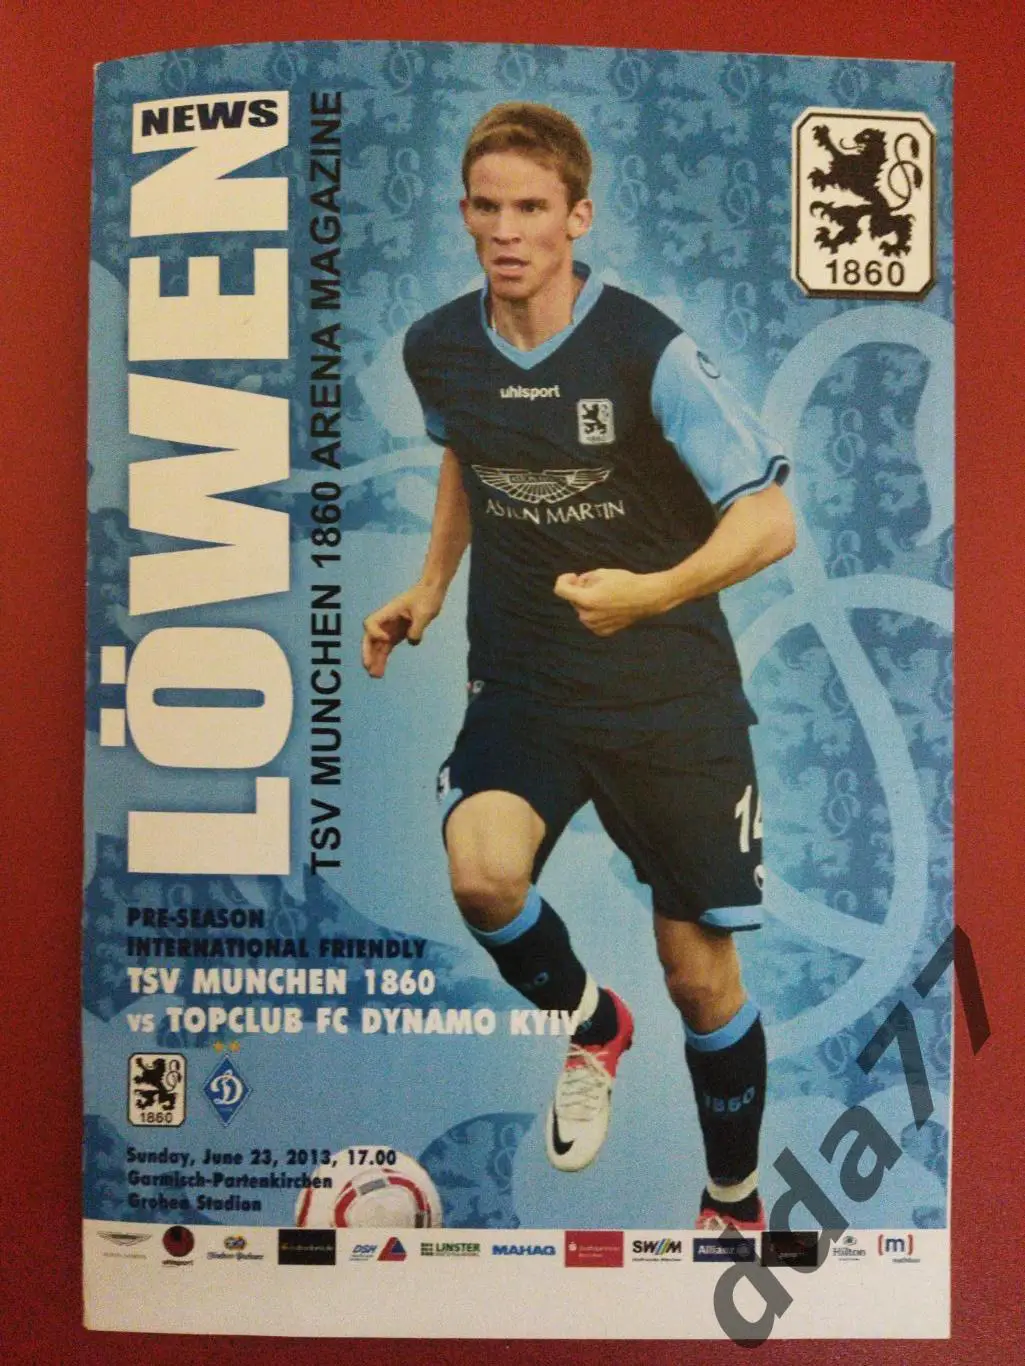 LÖWEN
NEWS
TSV MUNCHEN 1860 ARENA MAGAZINE
1860
uhlsport
1860
ASTON MARTIN
14
PRE-SEASON
INTERNATIONAL FRIENDLY
TSV MUNCHEN 1860
vs TOPCLUB FC DYNAMO KYIV
1860
1860
Sunday, June 23, 2013, 17.00
Garmisch-Partenkirchen
Groben Stadion
uhlsport
DSH
LINSTER
MAHAG
SW//M
Allianz
Hilton
(m)
dda77